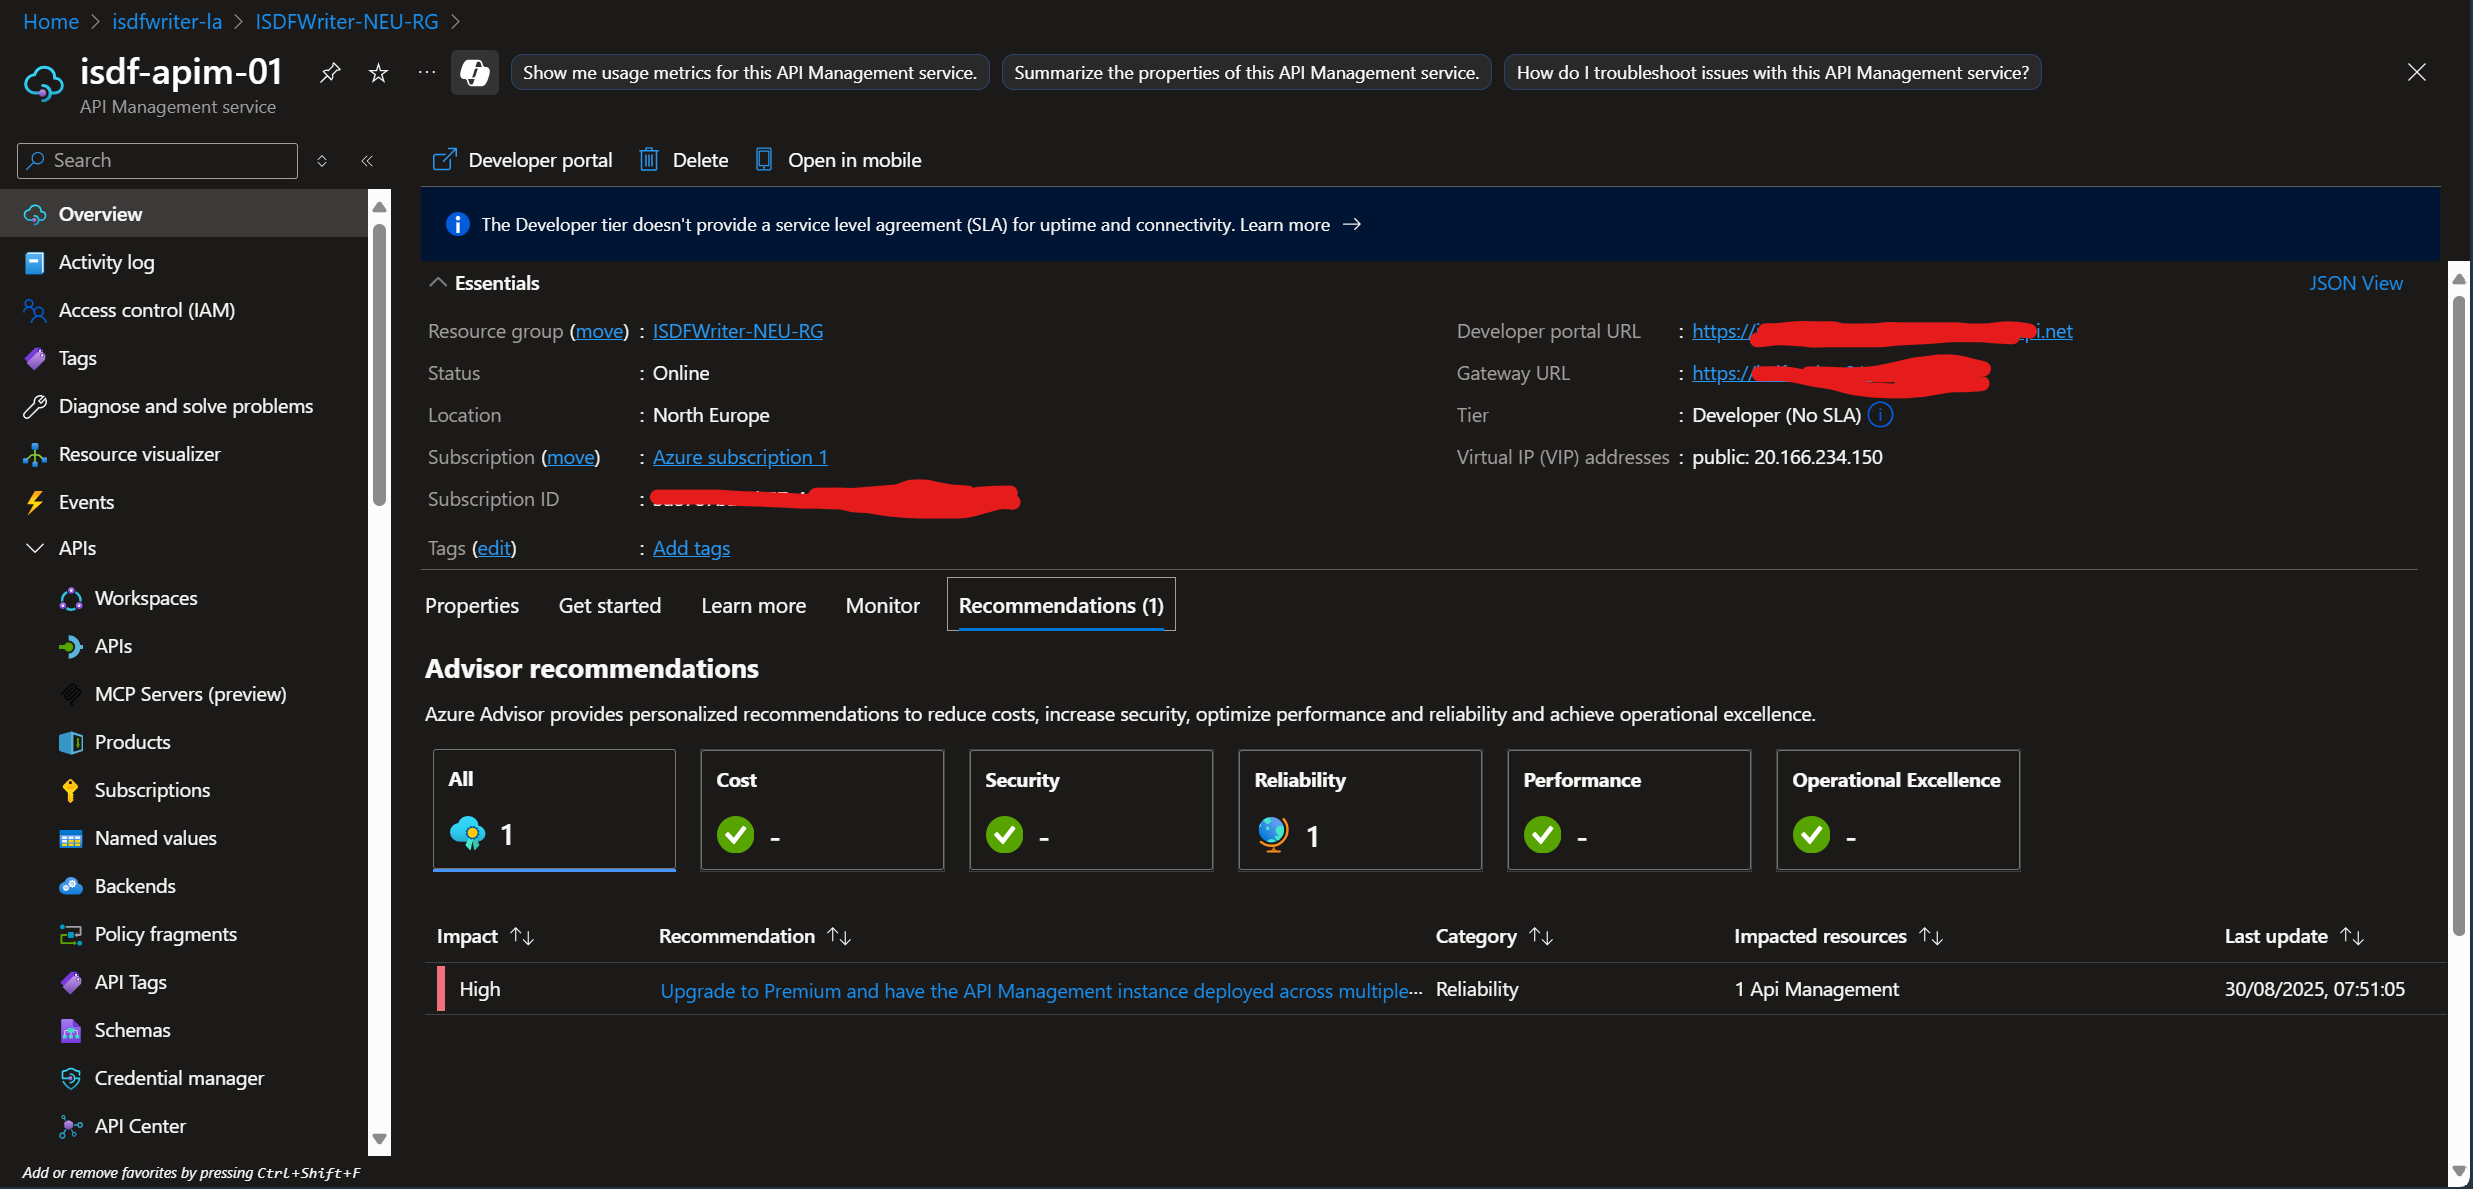 Home > isdfwriter-la > ISDFWriter-NEU-RG >
isdf-apim-01
API Management service
Show me usage metrics for this API Management service.
Summarize the properties of this API Management service.
How do I troubleshoot issues with this API Management service?
Search
Overview
Activity log
Access control (IAM)
Tags
Diagnose and solve problems
Resource visualizer
Events
APIs
Workspaces
APIs
MCP Servers (preview)
Products
Subscriptions
Named values
Backends
Policy fragments
API Tags
Schemas
Credential manager
API Center
Add or remove favorites by pressing Ctrl+Shift+F
Developer portal
Delete
Open in mobile
The Developer tier doesn't provide a service level agreement (SLA) for uptime and connectivity. Learn more →
Essentials
JSON View
Resource group (move) : ISDFWriter-NEU-RG
Status : Online
Location : North Europe
Subscription (move) : Azure subscription 1
Subscription ID :
Tags (edit) : Add tags
Developer portal URL : https:// i.net
Gateway URL : https://
Tier : Developer (No SLA)
Virtual IP (VIP) addresses : public: 20.166.234.150
Properties
Get started
Learn more
Monitor
Recommendations (1)
Advisor recommendations
Azure Advisor provides personalized recommendations to reduce costs, increase security, optimize performance and reliability and achieve operational excellence.
All
1
Cost
-
Security
-
Reliability
1
Performance
-
Operational Excellence
-
Impact ↑↓ Recommendation ↑↓ Category ↑↓ Impacted resources ↑↓ Last update ↑↓
High Upgrade to Premium and have the API Management instance deployed across multiple··· Reliability 1 Api Management 30/08/2025, 07:51:05